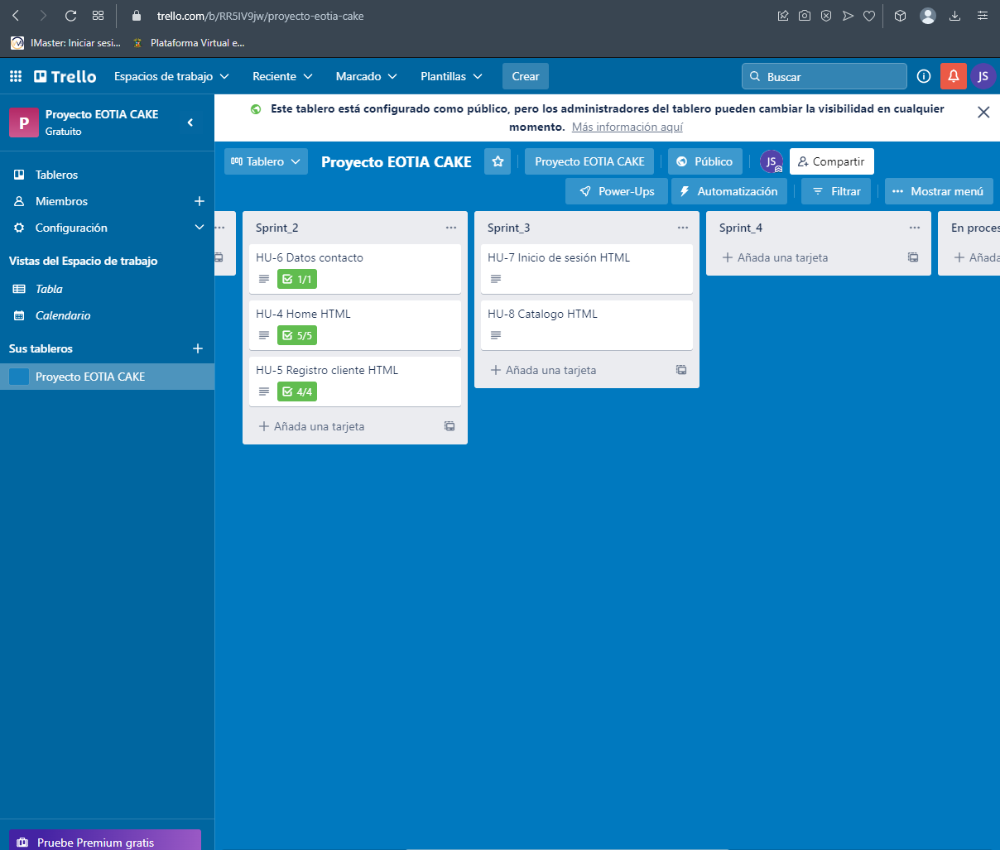 trello.com/b/RR5IV9jw/proyecto-eotia-cake
IMaster: Iniciar sesi...
Plataforma Virtual e...
Trello
Espacios de trabajo
Reciente
Marcado
Plantillas
Crear
Buscar
JS
P
Proyecto EOTIA CAKE
Gratuito
Este tablero está configurado como público, pero los administradores del tablero pueden cambiar la visibilidad en cualquier
momento. Más información aquí
Tablero
Proyecto EOTIA CAKE
Proyecto EOTIA CAKE
Público
JS
Compartir
Power-Ups
Automatización
Filtrar
Mostrar menú
Tableros
Miembros
Configuración
Vistas del Espacio de trabajo
Tabla
Calendario
Sus tableros
Proyecto EOTIA CAKE
Pruebe Premium gratis
Sprint_2
HU-6 Datos contacto
1/1
HU-4 Home HTML
5/5
HU-5 Registro cliente HTML
4/4
Añada una tarjeta
Sprint_3
HU-7 Inicio de sesión HTML
HU-8 Catalogo HTML
Añada una tarjeta
Sprint_4
Añada una tarjeta
En proces
Añada